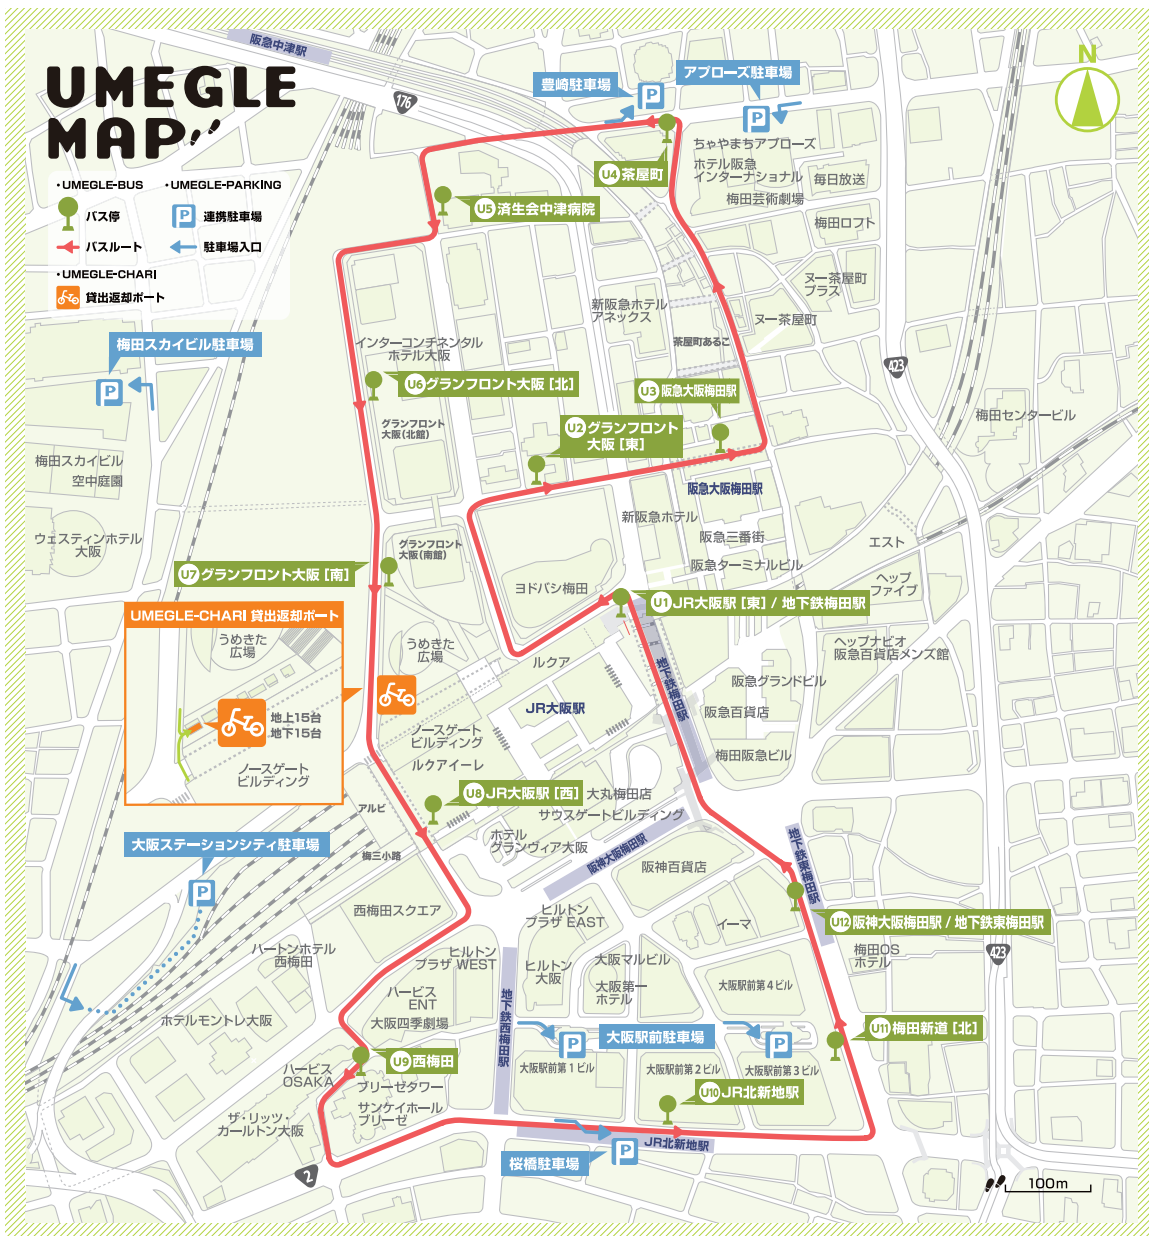 UMEGLE
MAP
・UMEGLE-BUS
・UMEGLE-PARKING
バス停
P
連携駐車場
バスルート
駐車場入口
・UMEGLE-CHARI
貸出返却ポート
阪急中津駅
176
豊崎駐車場
P
アプローズ駐車場
P
N
ちゃやまちアプローズ
ホテル阪急
インターナショナル
毎日放送
梅田芸術劇場
梅田ロフト
U4 茶屋町
U5 済生会中津病院
ヌー茶屋町
プラス
ヌー茶屋町
新阪急ホテル
アネックス
茶屋町あるこ
423
梅田スカイビル駐車場
P
インターコンチネンタル
ホテル大阪
U6 グランフロント大阪 [北]
U3 阪急大阪梅田駅
U2 グランフロント
大阪 [東]
グランフロント
大阪(北館)
梅田センタービル
梅田スカイビル
空中庭園
阪急大阪梅田駅
新阪急ホテル
阪急三番街
エスト
ウェスティンホテル
大阪
グランフロント
大阪(南館)
阪急ターミナルビル
U7 グランフロント大阪 [南]
ヨドバシ梅田
ヘップ
ファイブ
U1 JR大阪駅 [東] / 地下鉄梅田駅
UMEGLE-CHARI 貸出返却ポート
うめきた
広場
地上15台
地下15台
ノースゲート
ビルディング
うめきた
広場
ルクア
地下鉄梅田駅
ヘップナビオ
阪急百貨店メンズ館
阪急グランドビル
JR大阪駅
阪急百貨店
ノースゲート
ビルディング
ルクアイーレ
梅田阪急ビル
U8 JR大阪駅 [西]
大丸梅田店
サウスゲートビルディング
アルビ
大阪ステーションシティ駐車場
P
梅三小路
ホテル
グランヴィア大阪
阪神大阪梅田駅
阪神百貨店
地下鉄東梅田駅
西梅田スクエア
ヒルトン
プラザ EAST
イーマ
U12 阪神大阪梅田駅 / 地下鉄東梅田駅
ハートンホテル
西梅田
ヒルトン
プラザ WEST
ヒルトン
大阪
大阪マルビル
大阪第一
ホテル
大阪駅前第４ビル
梅田OS
ホテル
423
ハービス
ENT
大阪四季劇場
地下鉄西梅田駅
ホテルモントレ大阪
P
大阪駅前駐車場
P
U11 梅田新道 [北]
U9 西梅田
ハービス
OSAKA
ブリーゼタワー
サンケイホール
ブリーゼ
大阪駅前第１ビル
大阪駅前第２ビル
大阪駅前第３ビル
U10 JR北新地駅
ザ・リッツ・
カールトン大阪
JR北新地駅
桜橋駐車場
P
2
100m